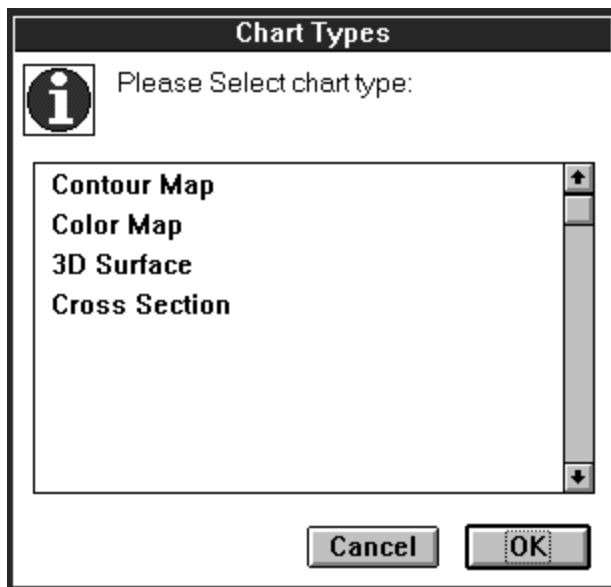 Chart Types
Please Select chart type:
Contour Map
Color Map
3D Surface
Cross Section
Cancel OK